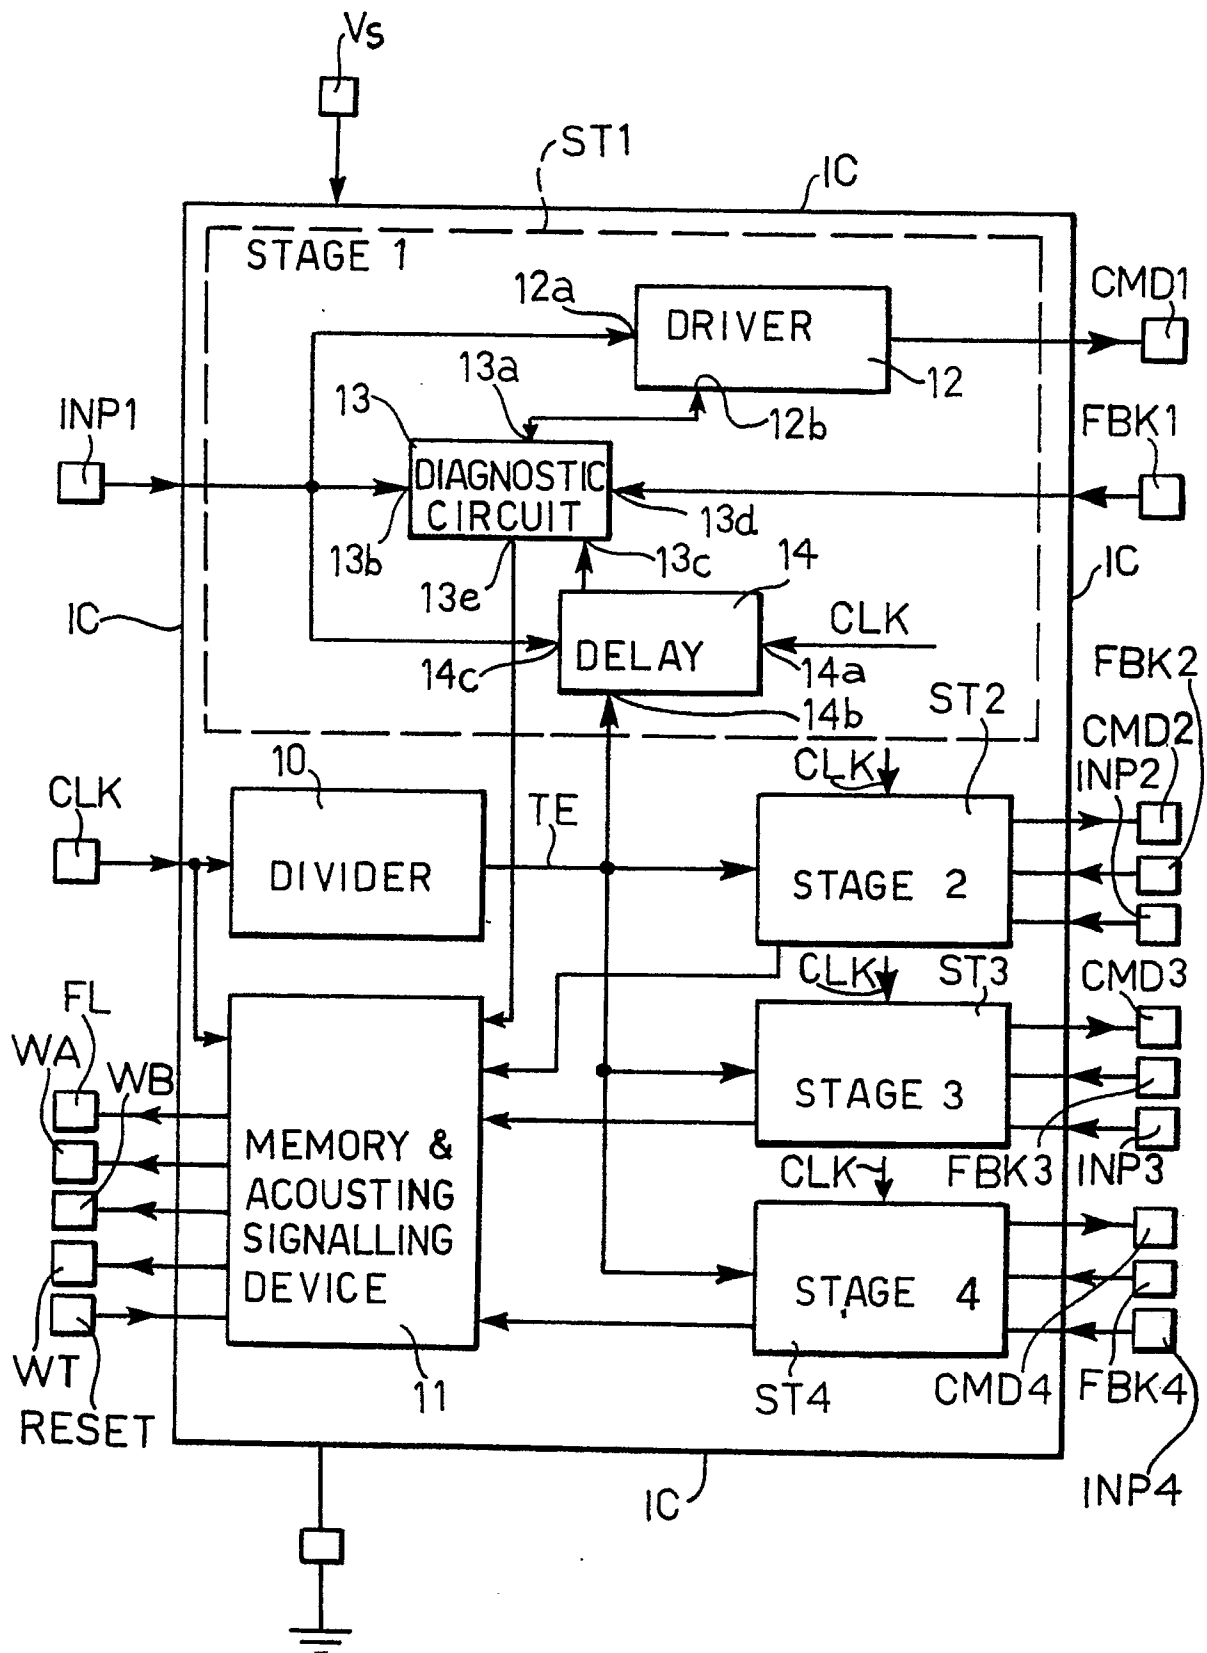 Vs
ST1
IC
STAGE 1
12a
DRIVER
CMD1
12
13a
13
12b
INP1
FBK1
DIAGNOSTIC
CIRCUIT
13d
13b
13c
13e
14
IC
IC
CLK
DELAY
14c
14a
14b
FBK2
ST2
CMD2
INP2
10
CLK
CLK
TE
DIVIDER
STAGE 2
CLK
ST3
CMD3
FL
WA
WB
STAGE 3
MEMORY &
ACOUSTING
SIGNALLING
DEVICE
CLK
FBK3
INP3
STAGE 4
WT
11
ST4
CMD4
FBK4
RESET
IC
INP4